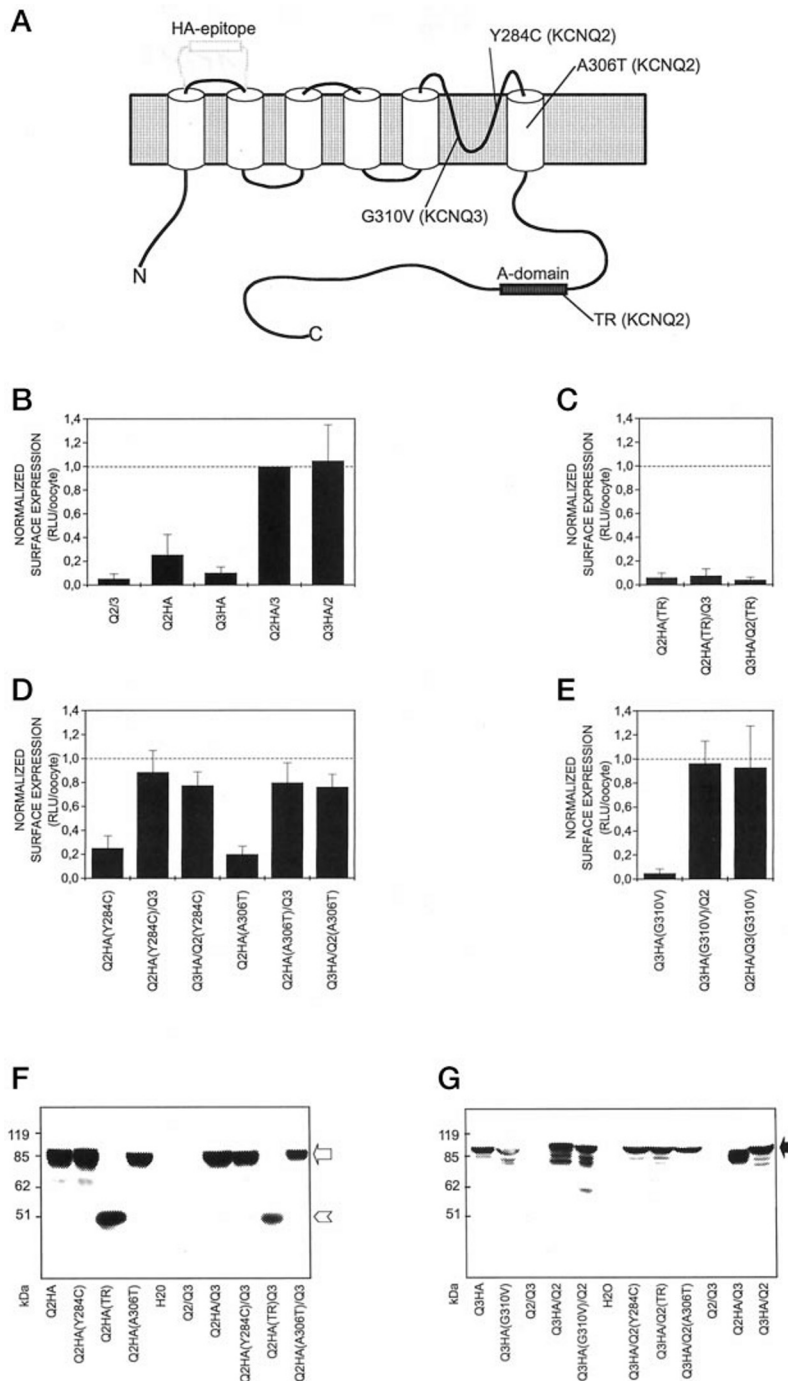 A
HA-epitope
Y284C (KCNQ2)
A306T (KCNQ2)
G310V (KCNQ3)
N
A-domain
C
TR (KCNQ2)
B
NORMALIZED
SURFACE EXPRESSION
(RLU/oocyte)
1,4
1,2
1,0
0,8
0,6
0,4
0,2
0,0
Q2/3
Q2HA
Q3HA
Q2HA/3
Q3HA/2
C
NORMALIZED
SURFACE EXPRESSION
(RLU/oocyte)
1,4
1,2
1,0
0,8
0,6
0,4
0,2
0,0
Q2HA(TR)
Q2HA(TR)/Q3
Q3HA/Q2(TR)
D
NORMALIZED
SURFACE EXPRESSION
(RLU/oocyte)
1,4
1,2
1,0
0,8
0,6
0,4
0,2
0,0
Q2HA(Y284C)
Q2HA(Y284C)/Q3
Q3HA/Q2(Y284C)
Q2HA(A306T)
Q2HA(A306T)/Q3
Q3HA/Q2(A306T)
E
NORMALIZED
SURFACE EXPRESSION
(RLU/oocyte)
1,4
1,2
1,0
0,8
0,6
0,4
0,2
0,0
Q3HA(G310V)
Q3HA(G310V)/Q2
Q2HA/Q3(G310V)
F
119
85
62
51
kDa
Q2HA
Q2HA(Y284C)
Q2HA(TR)
Q2HA(A306T)
H20
Q2/Q3
Q2HA/Q3
Q2HA(Y284C)/Q3
Q2HA(TR)/Q3
Q2HA(A306T)/Q3
G
119
85
62
51
kDa
Q3HA
Q3HA(G310V)
Q2/Q3
Q3HA/Q2
Q3HA(G310V)/Q2
H2O
Q3HA/Q2(Y284C)
Q3HA/Q2(TR)
Q3HA/Q2(A306T)
Q2/Q3
Q2HA/Q3
Q3HA/Q2